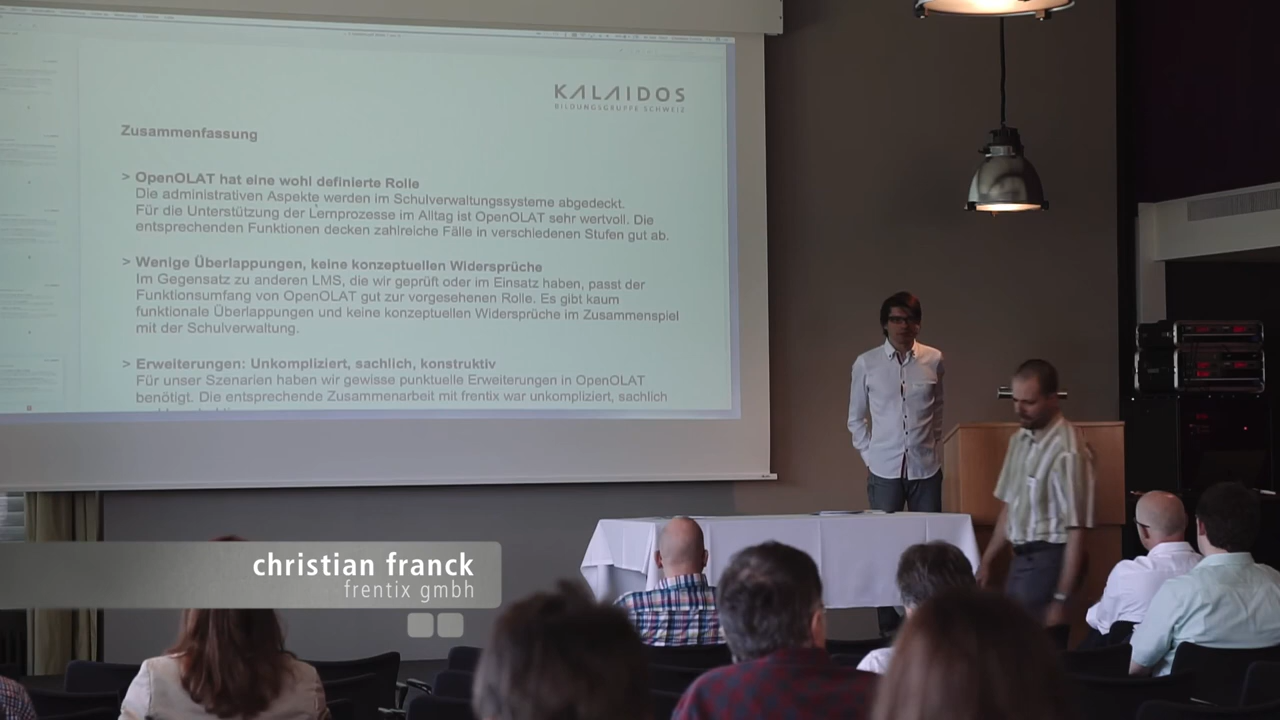 KALAIDOS
BILDUNGSGRUPPE SCHWEIZ
Zusammenfassung
> OpenOLAT hat eine wohl definierte Rolle
Die administrativen Aspekte werden im Schulverwaltungssysteme abgedeckt.
Für die Unterstützung der Lernprozesse im Alltag ist OpenOLAT sehr wertvoll. Die
entsprechenden Funktionen decken zahlreiche Fälle in verschiedenen Stufen gut ab.
> Wenige Überlappungen, keine konzeptuellen Widersprüche
Im Gegensatz zu anderen LMS, die wir geprüft oder im Einsatz haben, passt der
Funktionsumfang von OpenOLAT gut zur vorgesehenen Rolle. Es gibt kaum
funktionale Überlappungen und keine konzeptuellen Widersprüche im Zusammenspiel
mit der Schulverwaltung.
> Erweiterungen: Unkompliziert, sachlich, konstruktiv
Für unser Szenarien haben wir gewisse punktuelle Erweiterungen in OpenOLAT
benötigt. Die entsprechende Zusammenarbeit mit frentix war unkompliziert, sachlich
christian franck
frentix gmbh